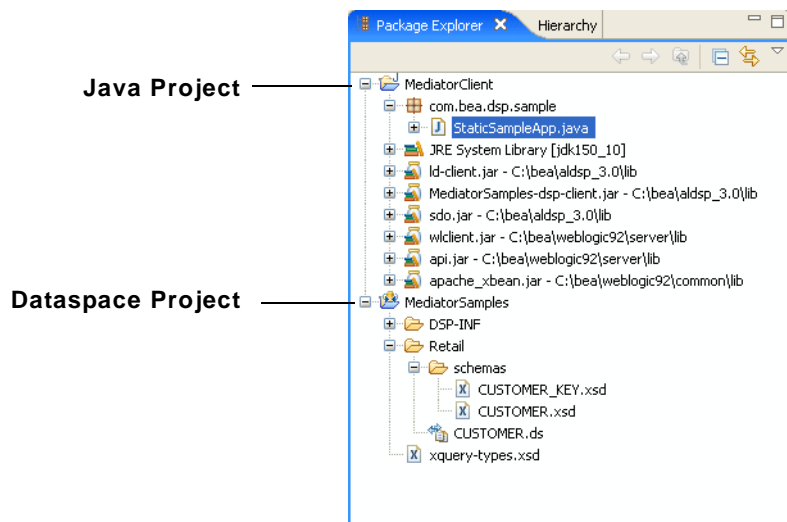 Package Explorer Hierarchy
Java Project
MediatorClient
com.bea.dsp.sample
StaticSampleApp.java
JRE System Library [jdk150_10]
ld-client.jar - C:\bea\aldsp_3.0\lib
MediatorSamples-dsp-client.jar - C:\bea\aldsp_3.0\lib
sdo.jar - C:\bea\aldsp_3.0\lib
wlclient.jar - C:\bea\weblogic92\server\lib
api.jar - C:\bea\weblogic92\server\lib
apache_xbean.jar - C:\bea\weblogic92\common\lib
Dataspace Project
MediatorSamples
DSP-INF
Retail
schemas
CUSTOMER_KEY.xsd
CUSTOMER.xsd
CUSTOMER.ds
xquery-types.xsd